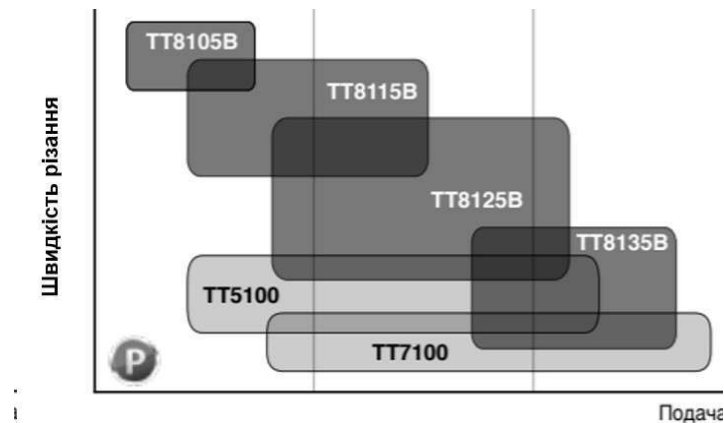 TT8105B
TT8115B
Швидкість різання
TT8125B
TT8135B
TT5100
TT7100
P
Подача